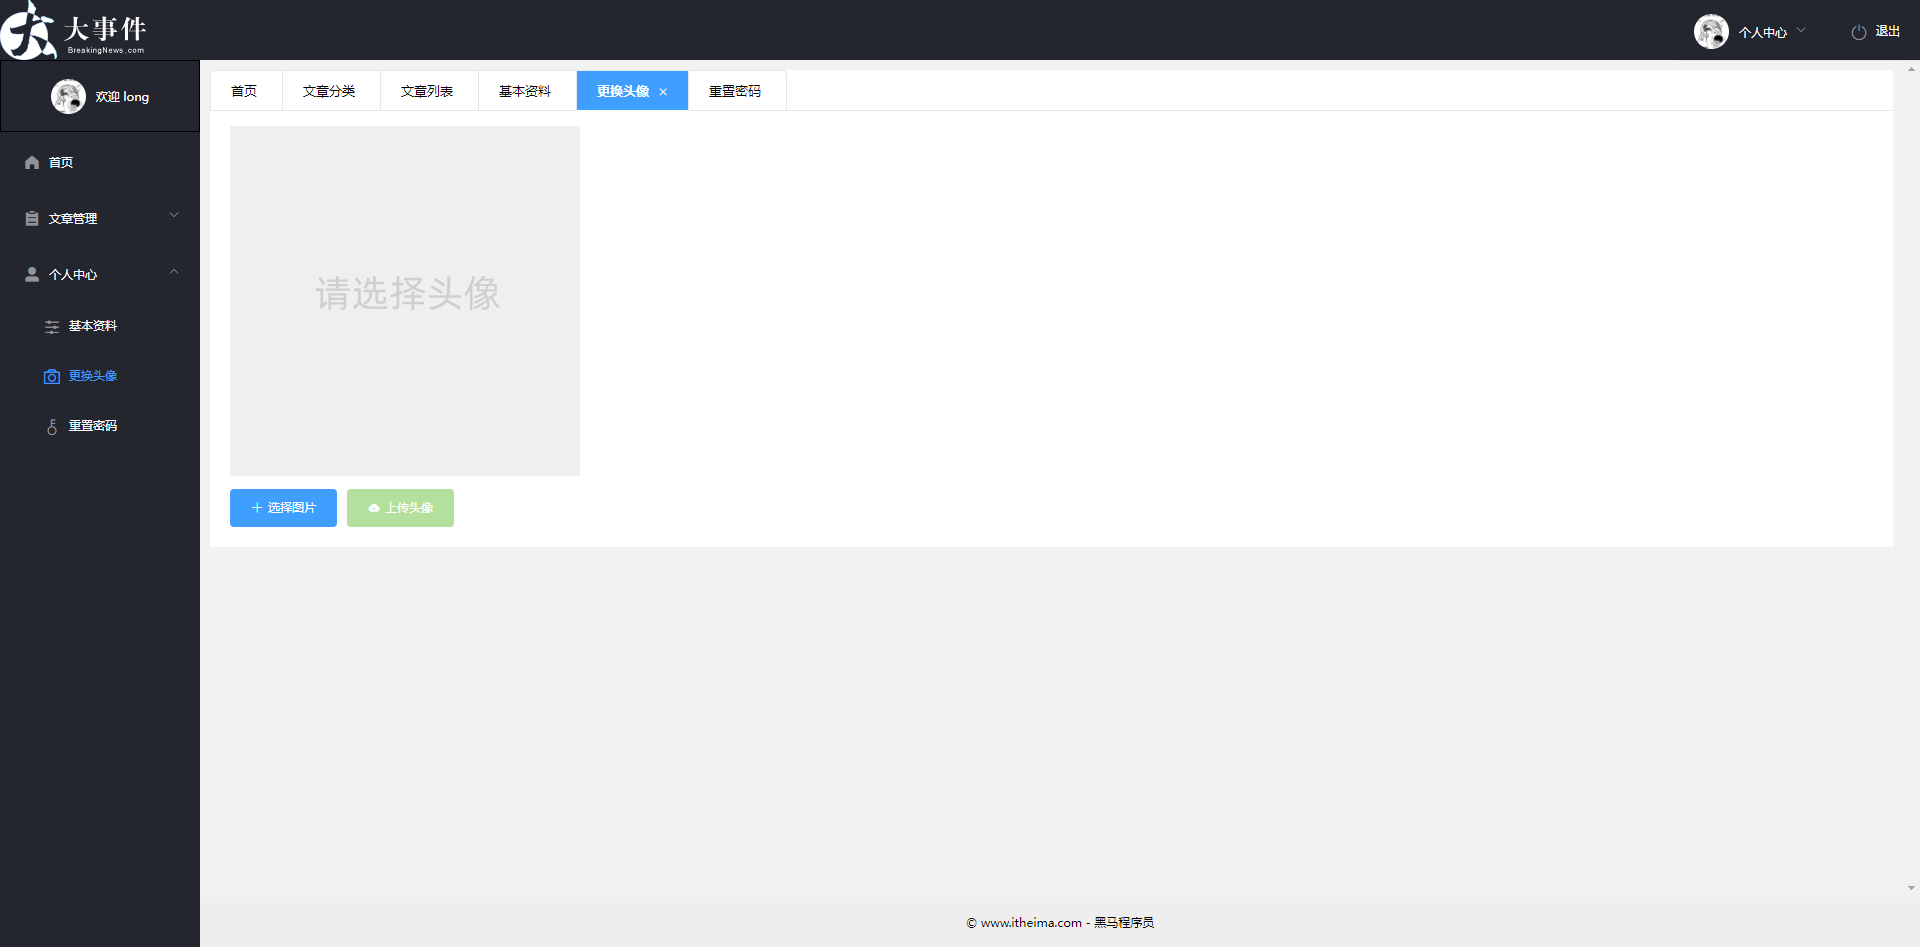 大事件
BreakingNews.com
个人中心
退出
欢迎 long
首页
文章管理
个人中心
基本资料
更换头像
重置密码
首页 文章分类 文章列表 基本资料 更换头像 重置密码
请选择头像
选择图片 上传头像
© www.itheima.com - 黑马程序员